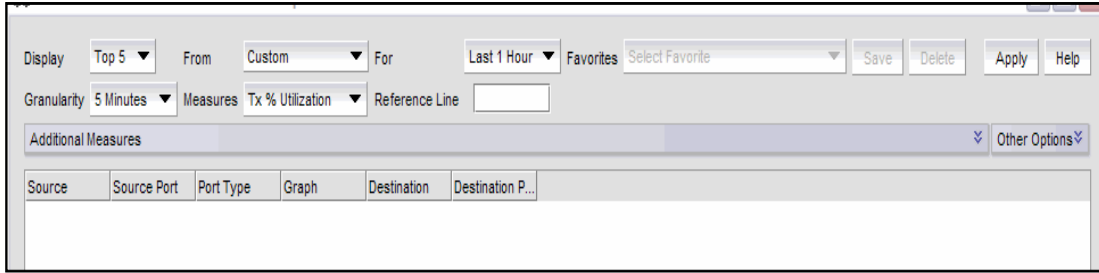 Display Top 5 From Custom For Last 1 Hour Favorites Select Favorite Save Delete Apply Help
Granularity 5 Minutes Measures Tx % Utilization Reference Line
Additional Measures Other Options
Source Source Port Port Type Graph Destination Destination P...